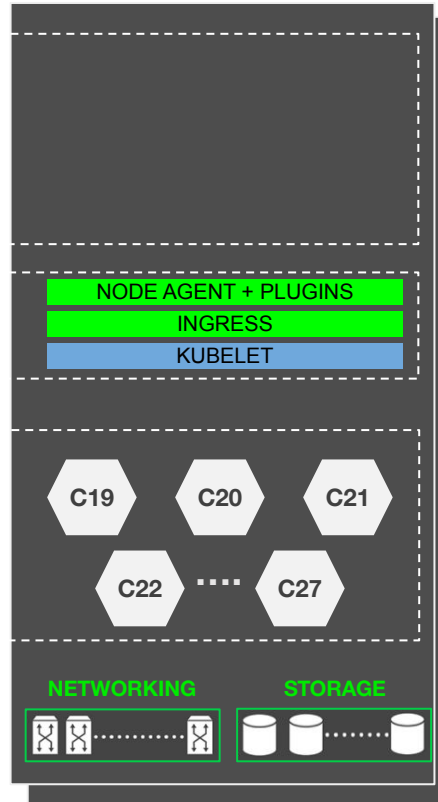 NODE AGENT + PLUGINS
INGRESS
KUBELET
C19 C20 C21
C22 .... C27
NETWORKING STORAGE